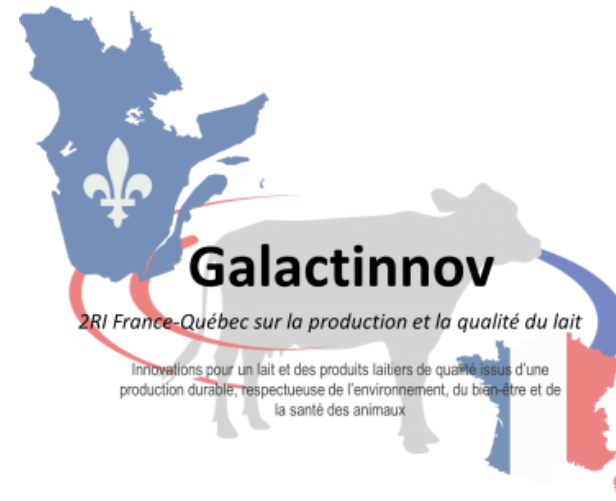 Galactinnov
2RI France-Québec sur la production et la qualité du lait
Innovations pour un lait et des produits laitiers de qualité issus d'une
production durable, respectueuse de l'environnement, du bien-être et de
la santé des animaux